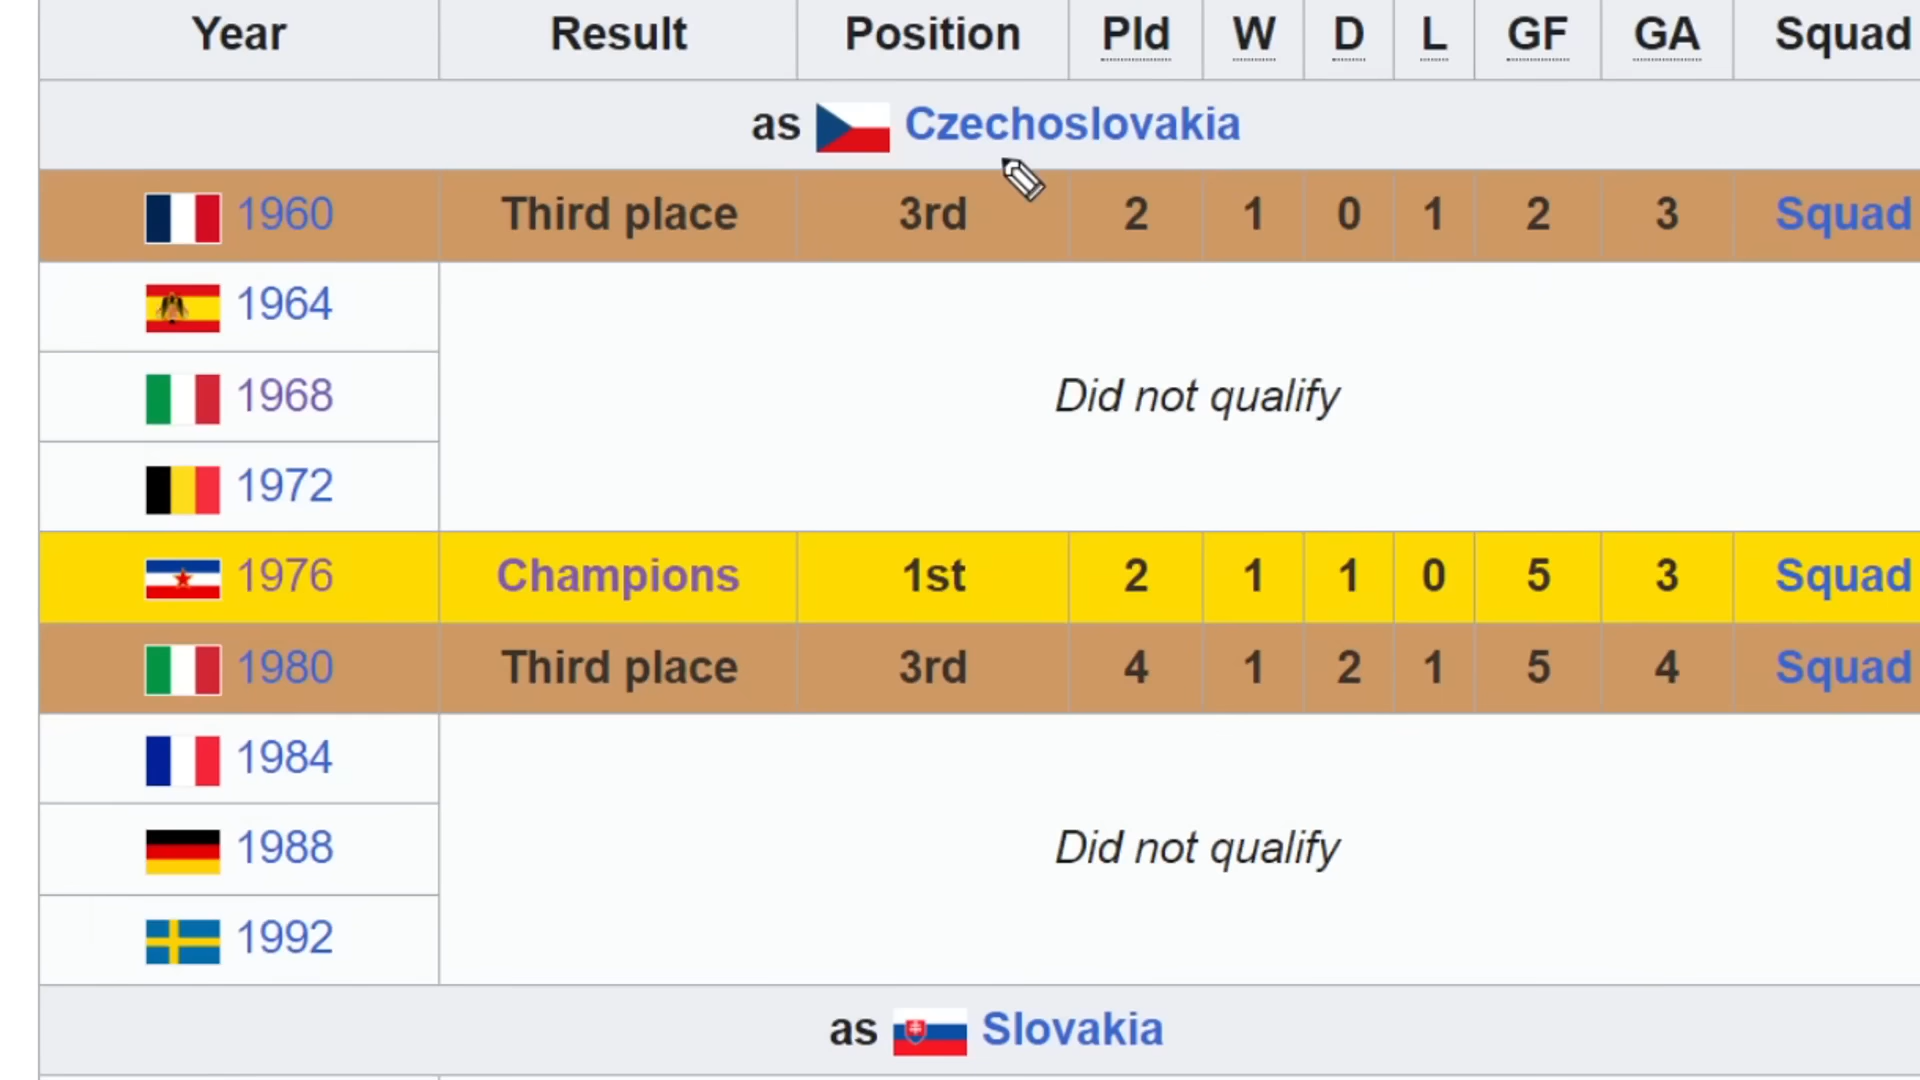 Year Result Position Pld W D L GF GA Squad
as Czechoslovakia
1960 Third place 3rd 2 1 0 1 2 3 Squad
1964
1968 Did not qualify
1972
1976 Champions 1st 2 1 1 0 5 3 Squad
1980 Third place 3rd 4 1 2 1 5 4 Squad
1984
1988 Did not qualify
1992
as Slovakia